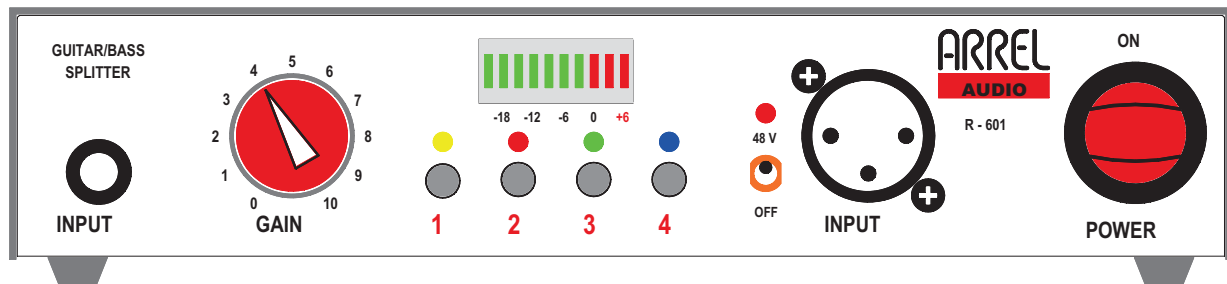 GUITAR/BASS
SPLITTER
INPUT
0 1 2 3 4 5 6 7 8 9 10
GAIN
-18 -12 -6 0 +6
1 2 3 4
48 V
OFF
INPUT
ARREL
AUDIO
R - 601
ON
POWER